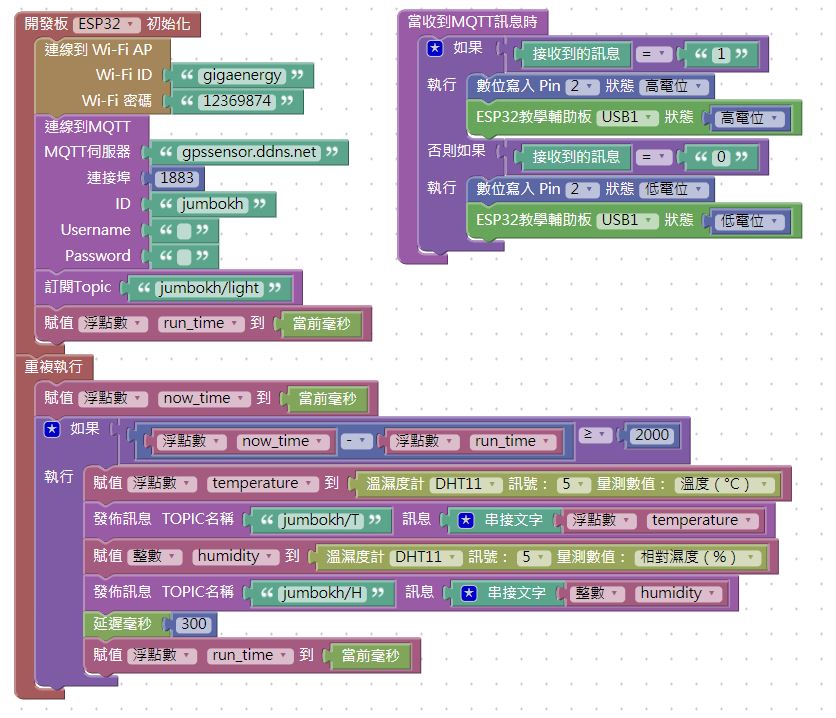 開發板 ESP32 初始化
連線到 Wi-Fi AP
Wi-Fi ID “ gigaenergy ”
Wi-Fi 密碼 “ 12369874 ”
連線到MQTT
MQTT伺服器 “ gpssensor.ddns.net ”
連接埠 1883
ID “ jumbokh ”
Username “ ”
Password “ ”
訂閱Topic “ jumbokh/light ”
賦值 浮點數 run_time 到 當前毫秒
重複執行
賦值 浮點數 now_time 到 當前毫秒
如果 浮點數 now_time - 浮點數 run_time ≥ 2000
執行 賦值 浮點數 temperature 到 溫濕度計 DHT11 訊號： 5 量測數值： 溫度（°C）
發佈訊息 TOPIC名稱 “ jumbokh/T ” 訊息 串接文字 浮點數 temperature
賦值 整數 humidity 到 溫濕度計 DHT11 訊號： 5 量測數值： 相對濕度（%）
發佈訊息 TOPIC名稱 “ jumbokh/H ” 訊息 串接文字 整數 humidity
延遲毫秒 300
賦值 浮點數 run_time 到 當前毫秒
當收到MQTT訊息時
如果 接收到的訊息 = “ 1 ”
執行 數位寫入 Pin 2 狀態 高電位
ESP32教學輔助板 USB1 狀態 高電位
否則如果 接收到的訊息 = “ 0 ”
執行 數位寫入 Pin 2 狀態 低電位
ESP32教學輔助板 USB1 狀態 低電位